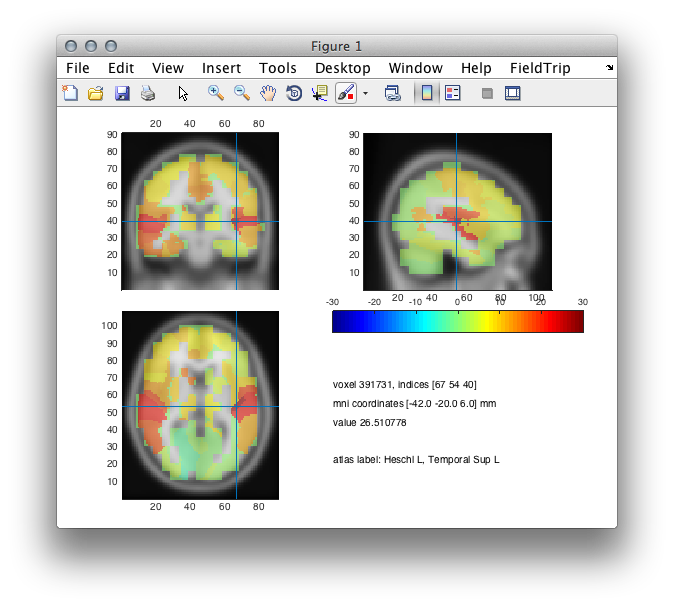 Figure 1
File Edit View Insert Tools Desktop Window Help FieldTrip
20 40 60 80
90
80
70
60
50
40
30
20
10
90
80
70
60
50
40
30
20
10
20 40 60 80 100
-30 -20 -10 0 10 20 30
100
90
80
70
60
50
40
30
20
10
20 40 60 80
voxel 391731, indices [67 54 40]
mni coordinates [-42.0 -20.0 6.0] mm
value 26.510778
atlas label: Heschl L, Temporal Sup L